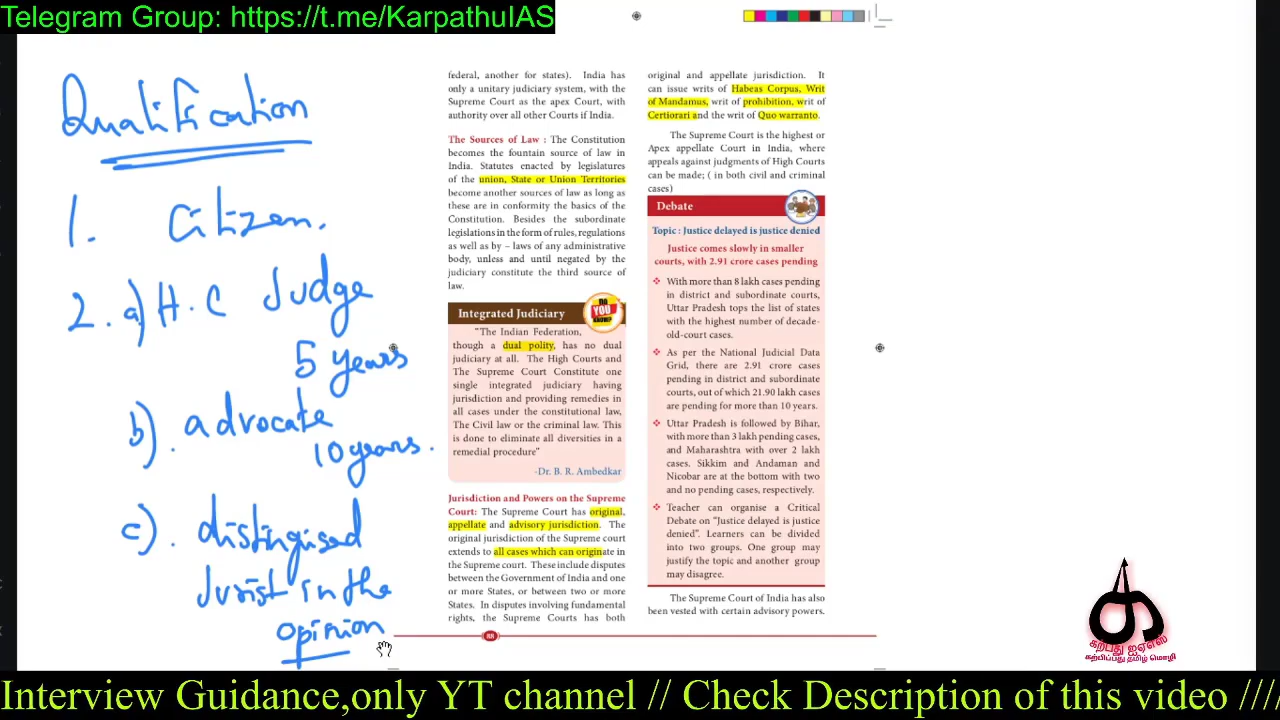 Telegram Group: https://t.me/KarpathuIAS
Qualification
1. Citizen.
2. a) H.C Judge
5 years
b). advocate
10 years.
c). distinguised
Jurist in the
opinion
federal, another for states). India has
only a unitary judiciary system, with the
Supreme Court as the apex Court, with
authority over all other Courts if India.
The Sources of Law : The Constitution
becomes the fountain source of law in
India. Statutes enacted by legislatures
of the union, State or Union Territories
become another sources of law as long as
these are in conformity the basics of the
Constitution. Besides the subordinate
legislations in the form of rules, regulations
as well as by – laws of any administrative
body, unless and until negated by the
judiciary constitute the third source of
law.
Integrated Judiciary
DO YOU KNOW?
"The Indian Federation,
though a dual polity, has no dual
judiciary at all. The High Courts and
The Supreme Court Constitute one
single integrated judiciary having
jurisdiction and providing remedies in
all cases under the constitutional law,
The Civil law or the criminal law. This
is done to eliminate all diversities in a
remedial procedure"
-Dr. B. R. Ambedkar
Jurisdiction and Powers on the Supreme
Court: The Supreme Court has original,
appellate and advisory jurisdiction. The
original jurisdiction of the Supreme court
extends to all cases which can originate in
the Supreme court. These include disputes
between the Government of India and one
or more States, or between two or more
States. In disputes involving fundamental
rights, the Supreme Courts has both
88
original and appellate jurisdiction. It
can issue writs of Habeas Corpus, Writ
of Mandamus, writ of prohibition, writ of
Certiorari and the writ of Quo warranto.
The Supreme Court is the highest or
Apex appellate Court in India, where
appeals against judgments of High Courts
can be made; ( in both civil and criminal
cases)
Debate
Topic : Justice delayed is justice denied
Justice comes slowly in smaller
courts, with 2.91 crore cases pending
❖ With more than 8 lakh cases pending
in district and subordinate courts,
Uttar Pradesh tops the list of states
with the highest number of decade-
old-court cases.
❖ As per the National Judicial Data
Grid, there are 2.91 crore cases
pending in district and subordinate
courts, out of which 21.90 lakh cases
are pending for more than 10 years.
❖ Uttar Pradesh is followed by Bihar,
with more than 3 lakh pending cases,
and Maharashtra with over 2 lakh
cases. Sikkim and Andaman and
Nicobar are at the bottom with two
and no pending cases, respectively.
❖ Teacher can organise a Critical
Debate on "Justice delayed is justice
denied". Learners can be divided
into two groups. One group may
justify the topic and another group
may disagree.
The Supreme Court of India has also
been vested with certain advisory powers.
கற்பது ஐஏஎஸ்
கற்பிப்பது தமிழ் மொழி
Interview Guidance,only YT channel // Check Description of this video ////